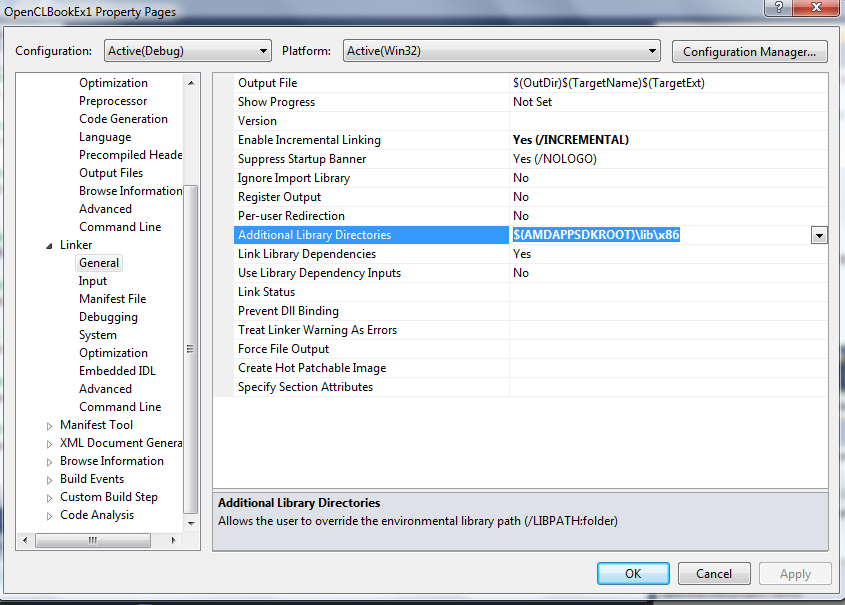 OpenCLBookEx1 Property Pages
?
Configuration: Active(Debug) Platform: Active(Win32) Configuration Manager...
Optimization
Preprocessor
Code Generation
Language
Precompiled Heade
Output Files
Browse Information
Advanced
Command Line
Linker
General
Input
Manifest File
Debugging
System
Optimization
Embedded IDL
Advanced
Command Line
Manifest Tool
XML Document Genera
Browse Information
Build Events
Custom Build Step
Code Analysis
Output File $(OutDir)$(TargetName)$(TargetExt)
Show Progress Not Set
Version
Enable Incremental Linking Yes (/INCREMENTAL)
Suppress Startup Banner Yes (/NOLOGO)
Ignore Import Library No
Register Output No
Per-user Redirection No
Additional Library Directories $(AMDAPPSDKROOT)\lib\x86
Link Library Dependencies Yes
Use Library Dependency Inputs No
Link Status
Prevent Dll Binding
Treat Linker Warning As Errors
Force File Output
Create Hot Patchable Image
Specify Section Attributes
Additional Library Directories
Allows the user to override the environmental library path (/LIBPATH:folder)
OK Cancel Apply